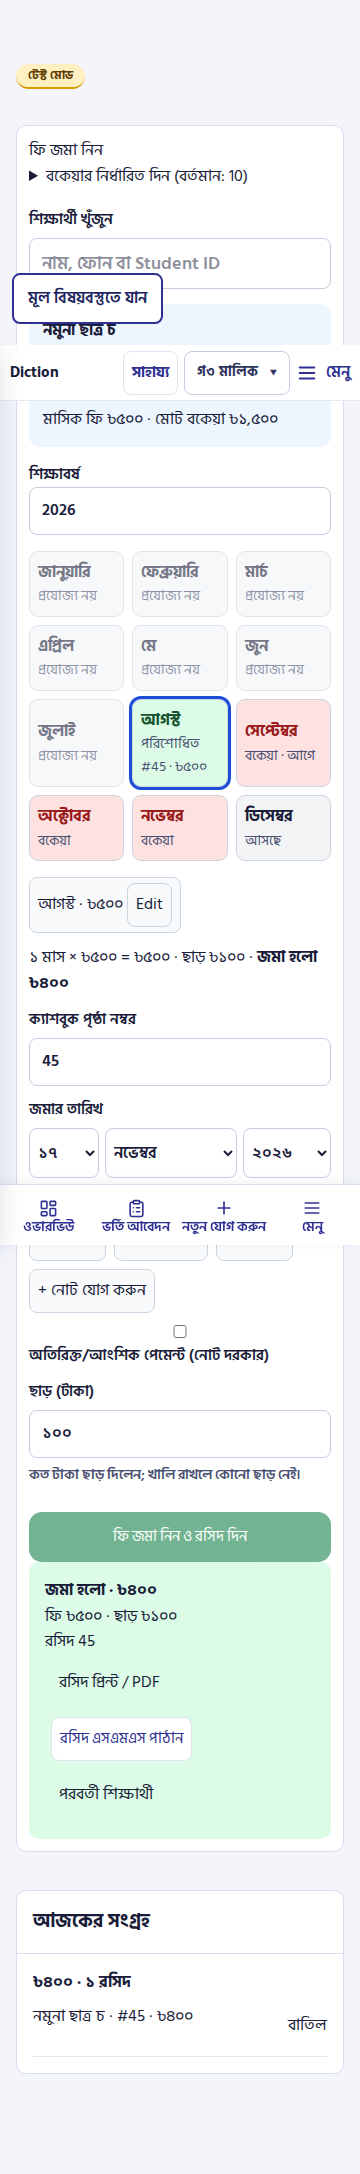 টেস্ট মোড
ফি জমা নিন
▶ বকেয়ার নির্ধারিত দিন (বর্তমান: 10)
শিক্ষার্থী খুঁজুন
নাম, ফোন বা Student ID
মূল বিষয়বস্তুতে যান
নমুনা ছাত্র চ
Diction
সাহায্য
গণ্ড মালিক
মেনু
মাসিক ফি ৳৫০০ · মোট বকেয়া ৳১,৫০০
শিক্ষাবর্ষ
2026
জানুয়ারি
প্রযোজ্য নয়
ফেব্রুয়ারি
প্রযোজ্য নয়
মার্চ
প্রযোজ্য নয়
এপ্রিল
প্রযোজ্য নয়
মে
প্রযোজ্য নয়
জুন
প্রযোজ্য নয়
জুলাই
প্রযোজ্য নয়
আগস্ট
পরিশোধিত
#45 · ৳৫০০
সেপ্টেম্বর
বকেয়া · আগে
অক্টোবর
বকেয়া
নভেম্বর
বকেয়া
ডিসেম্বর
আসছে
আগস্ট · ৳৫০০ Edit
১ মাস × ৳৫০০ = ৳৫০০ · ছাড় ৳১০০ · জমা হলো
৳৪০০
ক্যাশবুক পৃষ্ঠা নম্বর
45
জমার তারিখ
১৭ নভেম্বর ২০২৬
ওভারভিউ
ভর্তি আবেদন
নতুন যোগ করুন
মেনু
+ নোট যোগ করুন
অতিরিক্ত/আংশিক পেমেন্ট (নোট দরকার)
ছাড় (টাকা)
১০০
কত টাকা ছাড় দিলেন; খালি রাখলে কোনো ছাড় নেই।
ফি জমা নিন ও রসিদ দিন
জমা হলো · ৳৪০০
ফি ৳৫০০ · ছাড় ৳১০০
রসিদ 45
রসিদ প্রিন্ট / PDF
রসিদ এসএমএস পাঠান
পরবর্তী শিক্ষার্থী
আজকের সংগ্রহ
৳৪০০ · ১ রসিদ
নমুনা ছাত্র চ · #45 · ৳৪০০
বাতিল